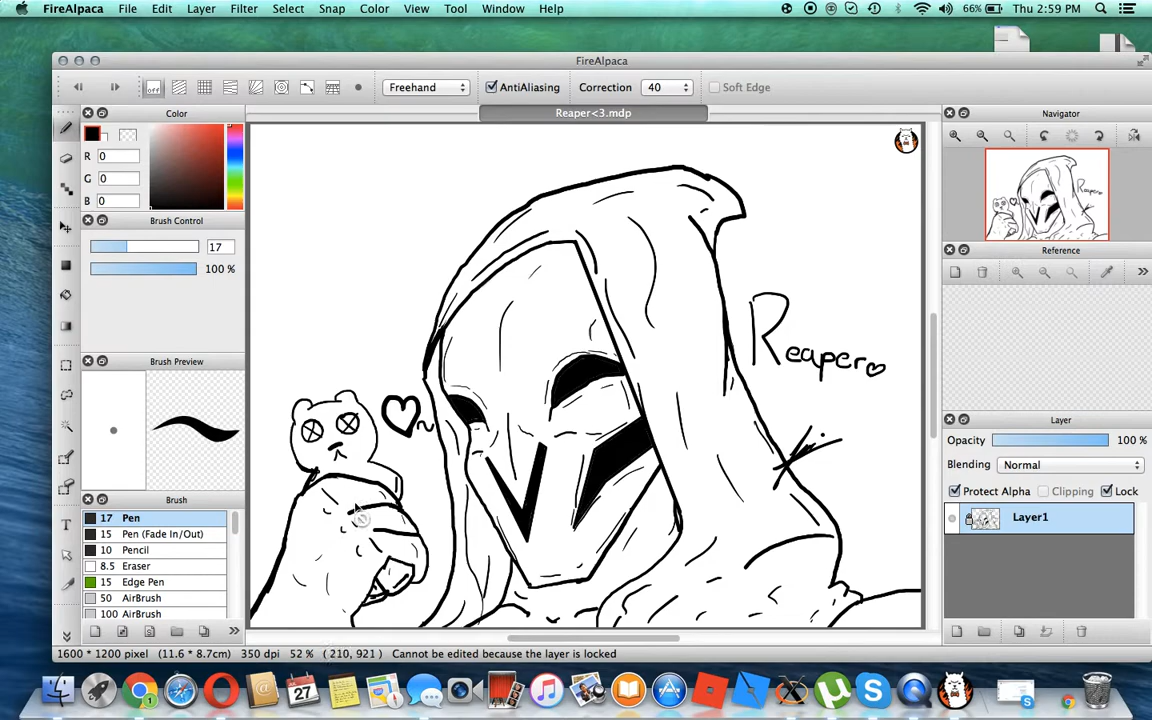 FireAlpaca File Edit Layer Filter Select Snap Color View Tool Window Help 66% Thu 2:59 PM
FireAlpaca
off Freehand AntiAliasing Correction 40 Soft Edge
Color Reaper<3.mdp Navigator
R 0
G 0
B 0
Brush Control
17
100 %
Reference
Brush Preview
Reaper
Layer
Opacity 100 %
Blending Normal
Protect Alpha Clipping Lock
Layer1
Brush
17 Pen
15 Pen (Fade In/Out)
10 Pencil
8.5 Eraser
15 Edge Pen
50 AirBrush
100 AirBrush
T
1600 * 1200 pixel (11.6 * 8.7cm) 350 dpi 52 % ( 210, 921 ) Cannot be edited because the layer is locked
27